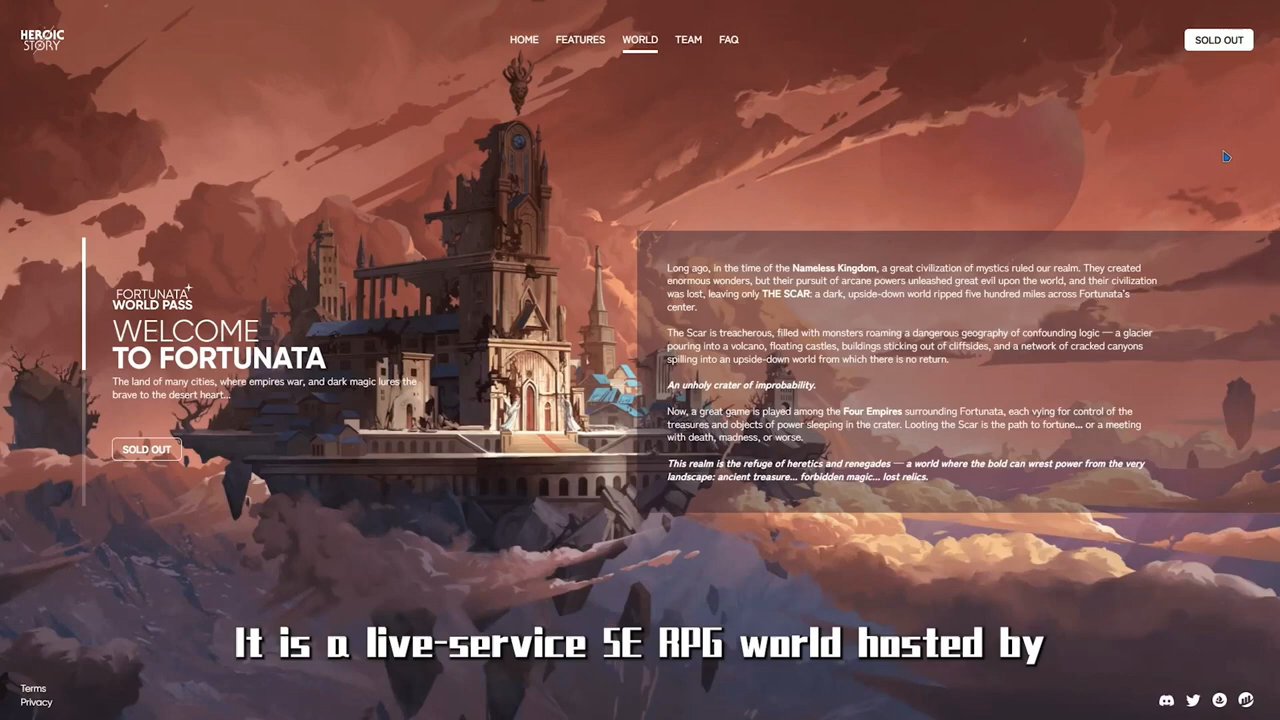 HEROIC
STORY
HOME
FEATURES
WORLD
TEAM
FAQ
SOLD OUT
FORTUNATA
WORLD PASS
WELCOME
TO FORTUNATA
The land of many cities, where empires war, and dark magic lures the
brave to the desert heart...
SOLD OUT
Long ago, in the time of the Nameless Kingdom, a great civilization of mystics ruled our realm. They created
enormous wonders, but their pursuit of arcane powers unleashed great evil upon the world, and their civilization
was lost, leaving only THE SCAR: a dark, upside-down world ripped five hundred miles across Fortunata's
center.
The Scar is treacherous, filled with monsters roaming a dangerous geography of confounding logic — a glacier
pouring into a volcano, floating castles, buildings sticking out of cliffsides, and a network of cracked canyons
spilling into an upside-down world from which there is no return.
An unholy crater of improbability.
Now, a great game is played among the Four Empires surrounding Fortunata, each vying for control of the
treasures and objects of power sleeping in the crater. Looting the Scar is the path to fortune... or a meeting
with death, madness, or worse.
This realm is the refuge of heretics and renegades — a world where the bold can wrest power from the very
landscape: ancient treasure... forbidden magic... lost relics.
It is a live-service 5E RPG world hosted by
Terms
Privacy